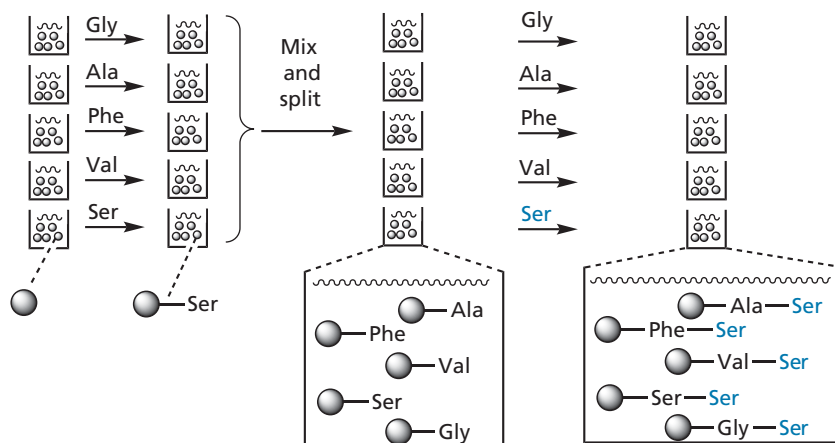 Gly
Ala
Phe
Val
Ser
Ser
Mix
and
split
Gly
Ala
Phe
Val
Ser
Ala
Phe
Val
Ser
Gly
Ala Ser
Phe Ser
Val Ser
Ser Ser
Gly Ser